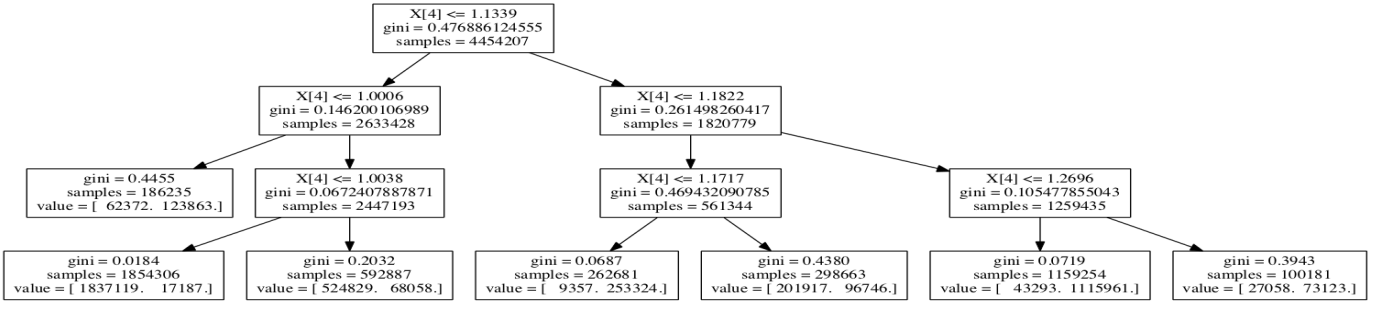 X[4] <= 1.1339
gini = 0.476886124555
samples = 4454207
X[4] <= 1.0006
gini = 0.146200106989
samples = 2633428
X[4] <= 1.1822
gini = 0.261498260417
samples = 1820779
gini = 0.4455
samples = 186235
value = [ 62372. 123863.]
X[4] <= 1.0038
gini = 0.0672407887871
samples = 2447193
X[4] <= 1.1717
gini = 0.469432090785
samples = 561344
X[4] <= 1.2696
gini = 0.105477855043
samples = 1259435
gini = 0.0184
samples = 1854306
value = [ 1837119. 17187.]
gini = 0.2032
samples = 592887
value = [ 524829. 68058.]
gini = 0.0687
samples = 262681
value = [ 9357. 253324.]
gini = 0.4380
samples = 298663
value = [ 201917. 96746.]
gini = 0.0719
samples = 1159254
value = [ 43293. 1115961.]
gini = 0.3943
samples = 100181
value = [ 27058. 73123.]